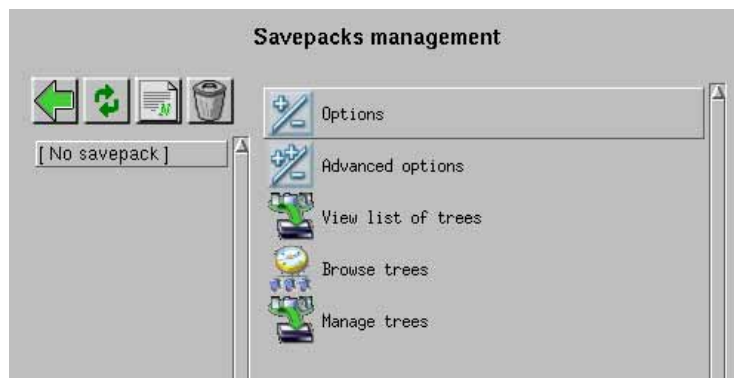 Savepacks management
[ No savepack ]
Options
Advanced options
View list of trees
Browse trees
Manage trees